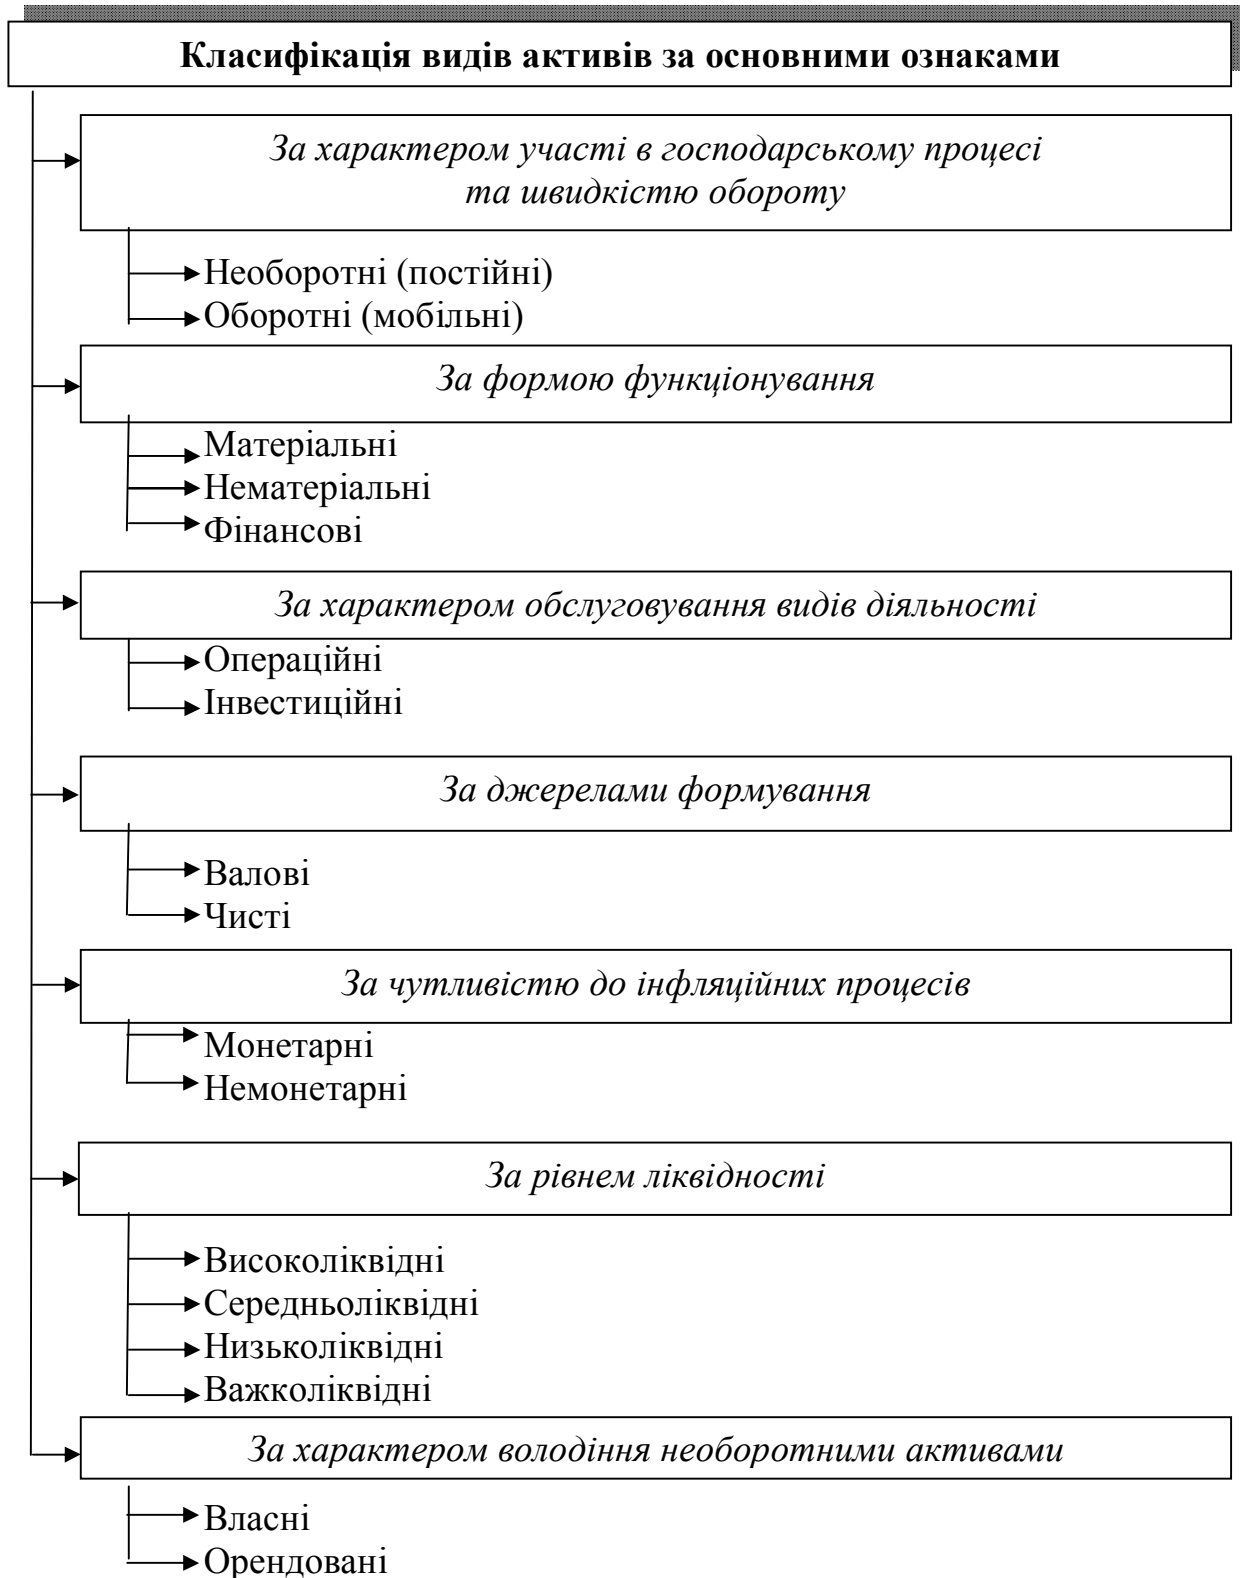 Класифікація видів активів за основними ознаками
За характером участі в господарському процесі
та швидкістю обороту
Необоротні (постійні)
Оборотні (мобільні)
За формою функціонування
Матеріальні
Нематеріальні
Фінансові
За характером обслуговування видів діяльності
Операційні
Інвестиційні
За джерелами формування
Валові
Чисті
За чутливістю до інфляційних процесів
Монетарні
Немонетарні
За рівнем ліквідності
Високоліквідні
Середньоліквідні
Низьколіквідні
Важколіквідні
За характером володіння необоротними активами
Власні
Орендовані